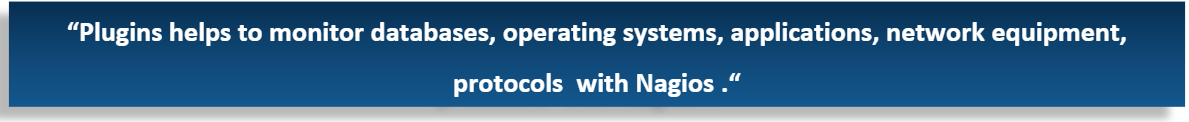 “Plugins helps to monitor databases, operating systems, applications, network equipment,
protocols  with Nagios .“